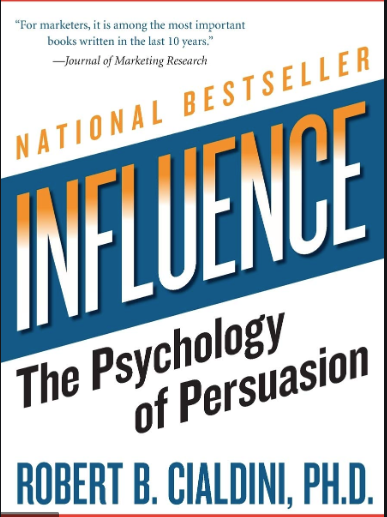 “For marketers, it is among the most important
books written in the last 10 years.”
—Journal of Marketing Research
NATIONAL BESTSELLER
INFLUENCE
The Psychology
of Persuasion
ROBERT B. CIALDINI, PH.D.